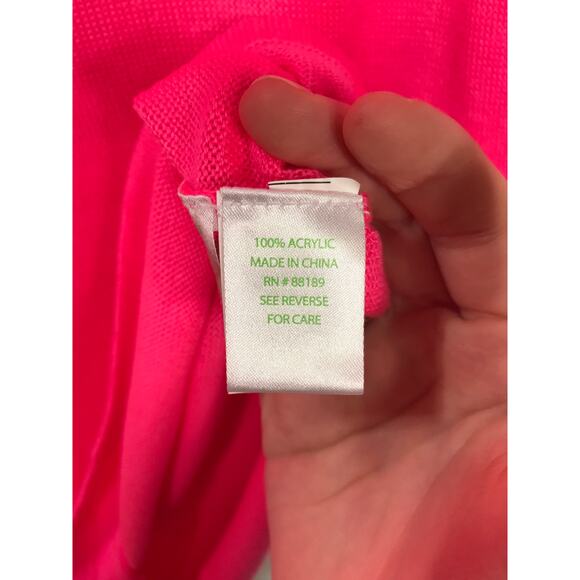 100% ACRYLIC
MADE IN CHINA
RN # 88189
SEE REVERSE
FOR CARE